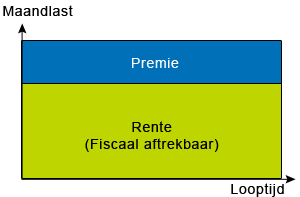 Maandlast
Premie
Rente
(Fiscaal aftrekbaar)
Looptijd